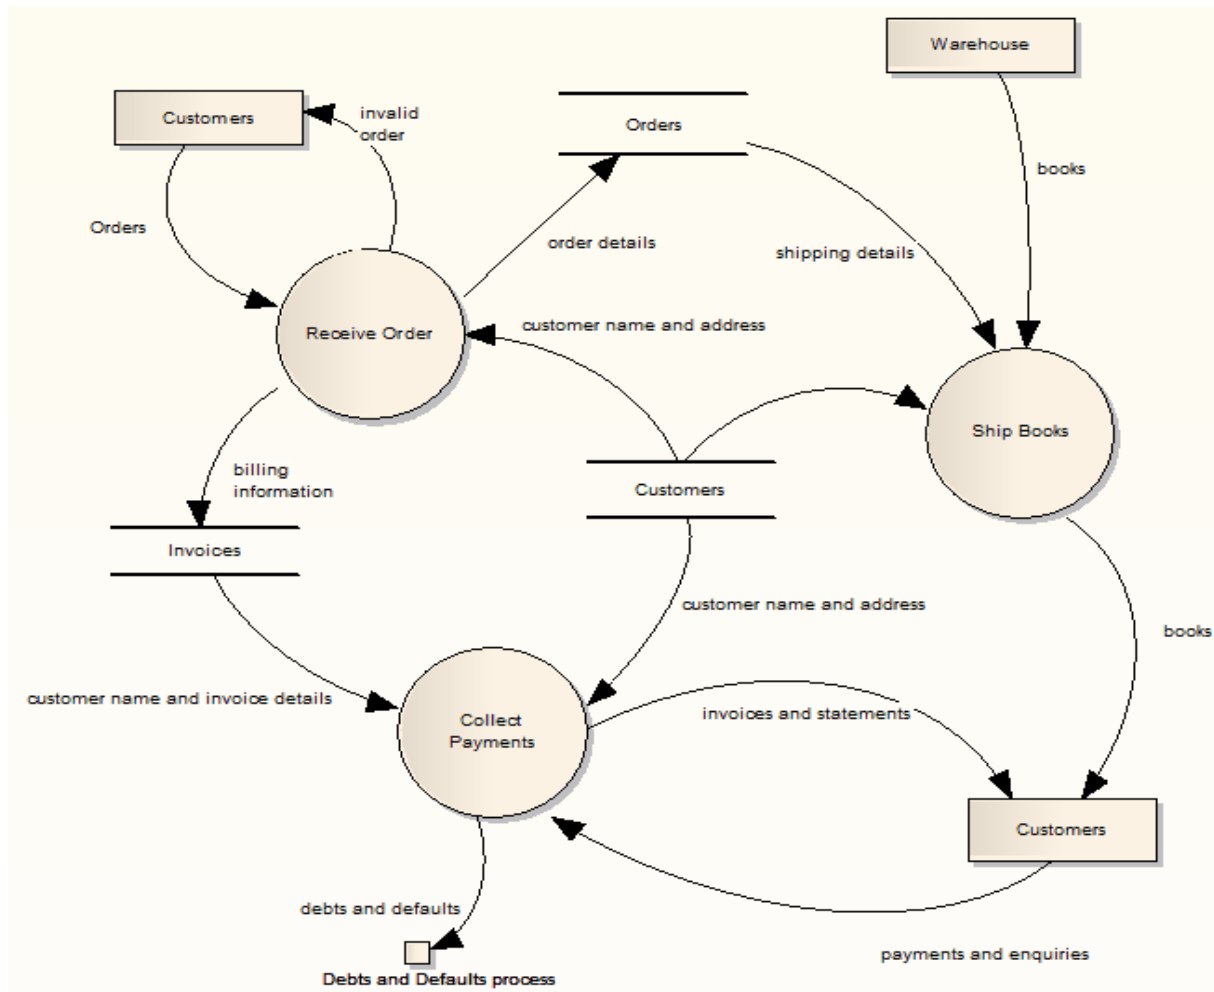 Warehouse
Customers
invalid
order
Orders
books
Orders
order details
shipping details
customer name and address
Receive Order
Ship Books
billing
information
Customers
Invoices
customer name and address
books
customer name and invoice details
invoices and statements
Collect
Payments
Customers
debts and defaults
payments and enquiries
Debts and Defaults process